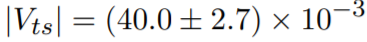 |V_{ts}| = (40.0 ± 2.7) × 10^{−3}